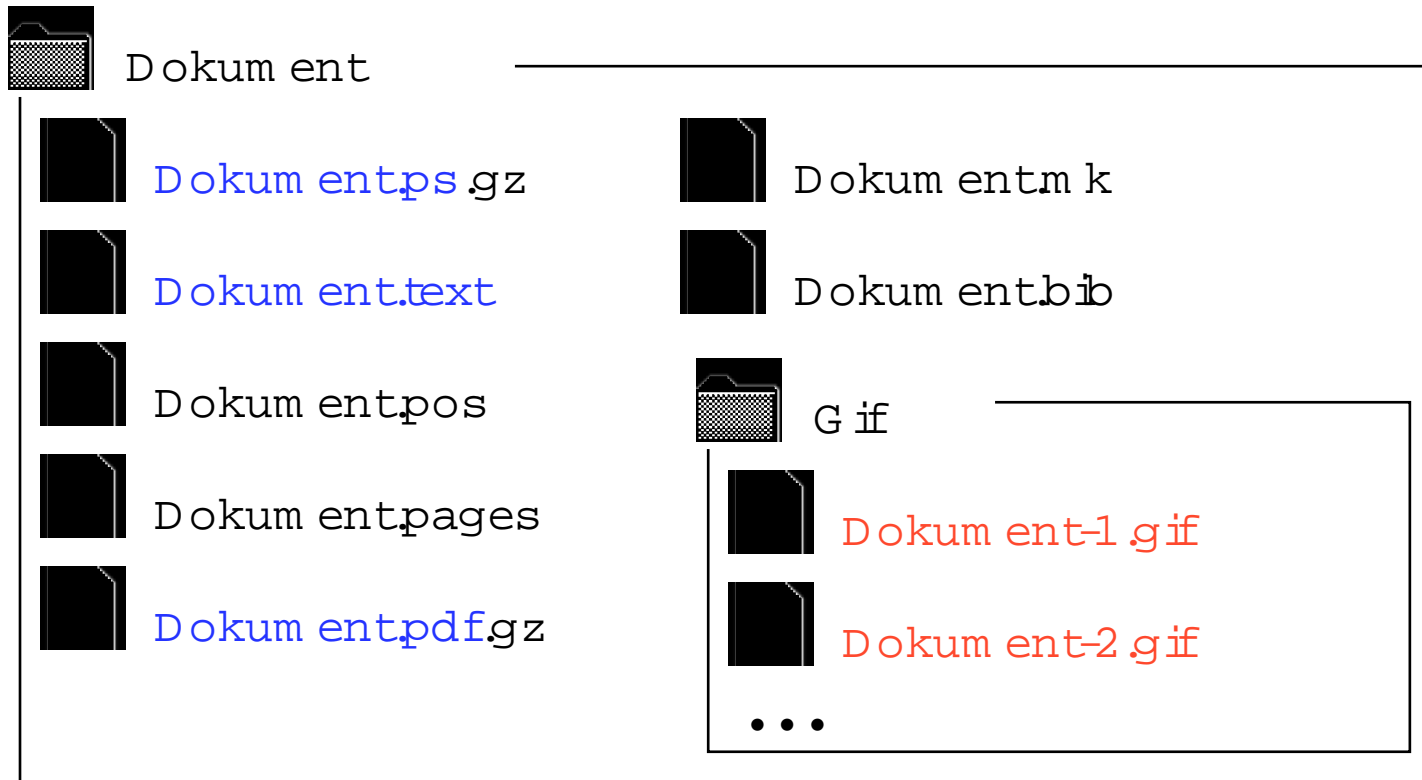 Dokument
Dokument.ps.gz
Dokument.text
Dokument.pos
Dokument.pages
Dokument.pdf.gz
Dokument.mk
Dokument.bib
Gif
Dokument-1.gif
Dokument-2.gif
...